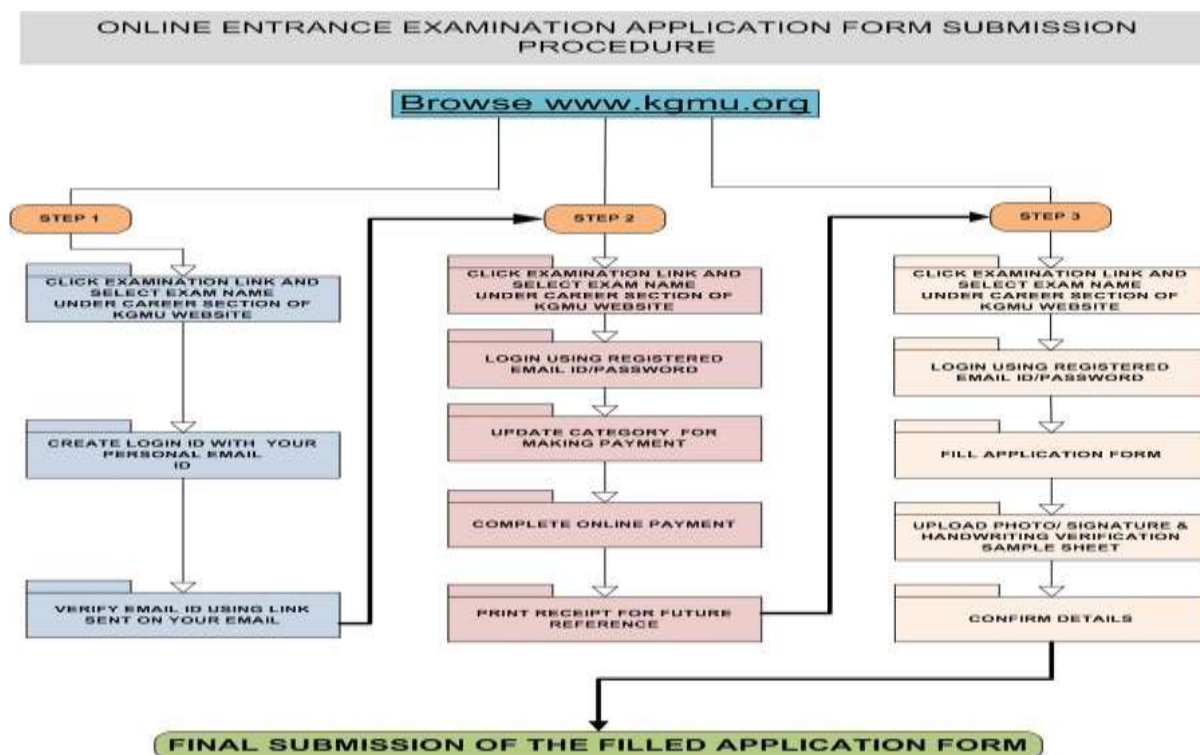 ONLINE ENTRANCE EXAMINATION APPLICATION FORM SUBMISSION
PROCEDURE
Browse www.kgmu.org
STEP 1
CLICK EXAMINATION LINK AND
SELECT EXAM NAME
UNDER CAREER SECTION OF
KGMU WEBSITE
CREATE LOGIN ID WITH YOUR
PERSONAL EMAIL
ID
VERIFY EMAIL ID USING LINK
SENT ON YOUR EMAIL
STEP 2
CLICK EXAMINATION LINK AND
SELECT EXAM NAME
UNDER CAREER SECTION OF
KGMU WEBSITE
LOGIN USING REGISTERED
EMAIL ID/PASSWORD
UPDATE CATEGORY FOR
MAKING PAYMENT
COMPLETE ONLINE PAYMENT
PRINT RECEIPT FOR FUTURE
REFERENCE
STEP 3
CLICK EXAMINATION LINK AND
SELECT EXAM NAME
UNDER CAREER SECTION OF
KGMU WEBSITE
LOGIN USING REGISTERED
EMAIL ID/PASSWORD
FILL APPLICATION FORM
UPLOAD PHOTO/ SIGNATURE &
HANDWRITING VERIFICATION
SAMPLE SHEET
CONFIRM DETAILS
FINAL SUBMISSION OF THE FILLED APPLICATION FORM